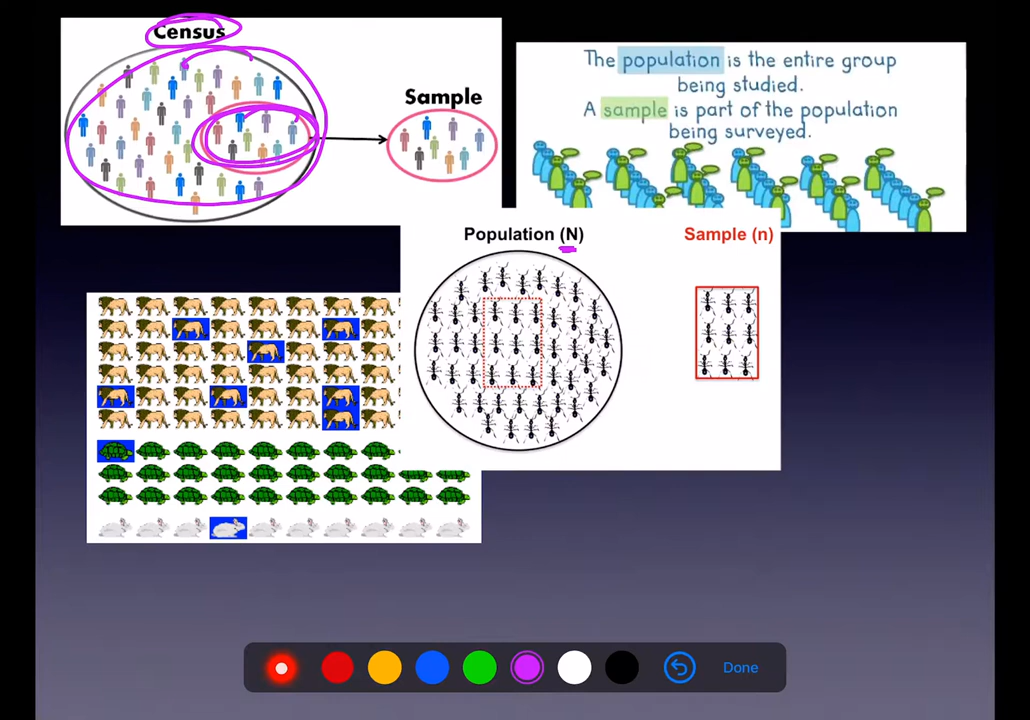 Census
Sample
The population is the entire group
being studied.
A sample is part of the population
being surveyed.
Population (N)
Sample (n)
Done